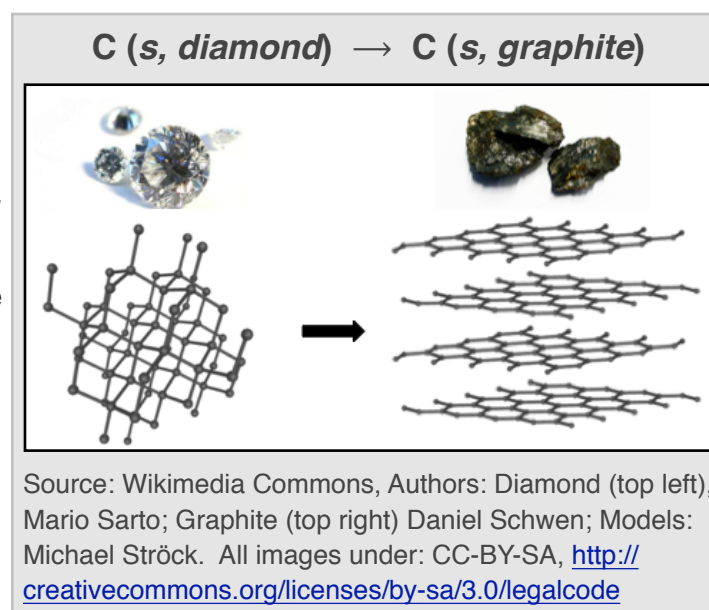 C (s, diamond) → C (s, graphite)
Source: Wikimedia Commons, Authors: Diamond (top left),
Mario Sarto; Graphite (top right) Daniel Schwen; Models:
Michael Ströck. All images under: CC-BY-SA, http://
creativecommons.org/licenses/by-sa/3.0/legalcode